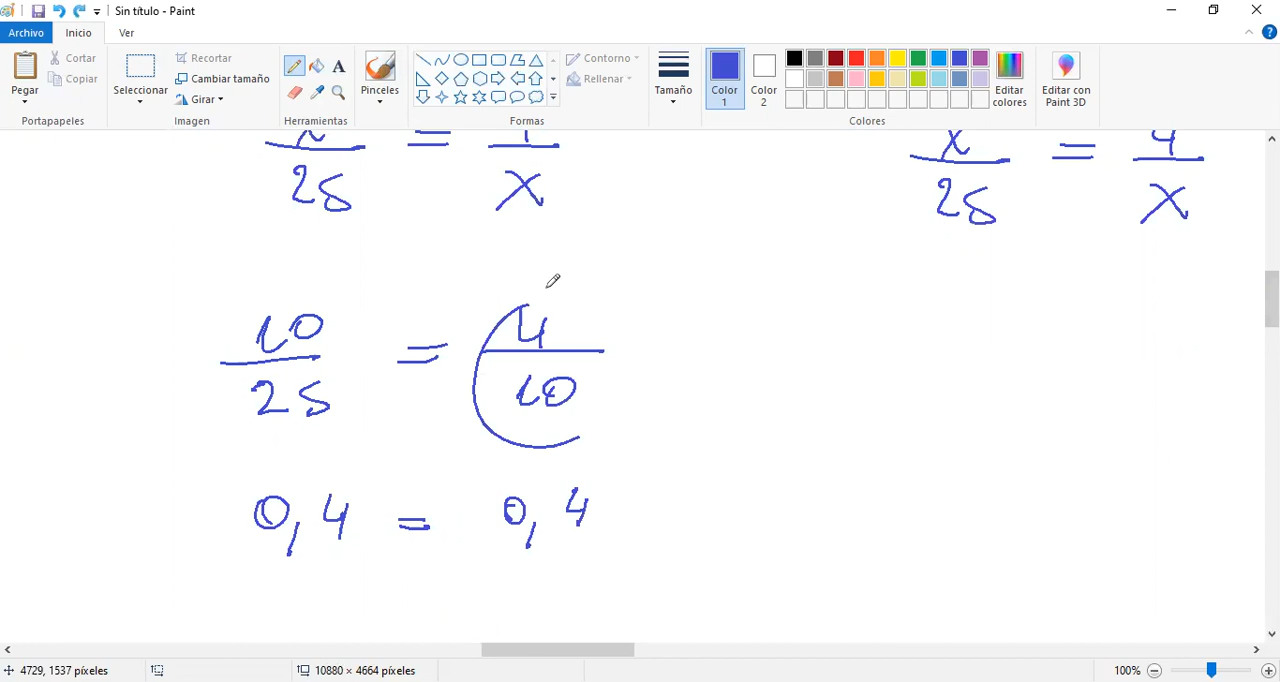 Sin título - Paint
Archivo Inicio Ver
Pegar
Cortar
Copiar
Portapapeles
Seleccionar
Recortar
Cambiar tamaño
Girar
Imagen
A
Herramientas
Pinceles
Contorno
Rellenar
Formas
Tamaño
Color 1
Color 2
Editar colores
Colores
Editar con Paint 3D
25 = x
x 4
25 = x
10 = 4
25 10
0,4 = 0,4
4729, 1537 píxeles 10880 × 4664 píxeles 100%